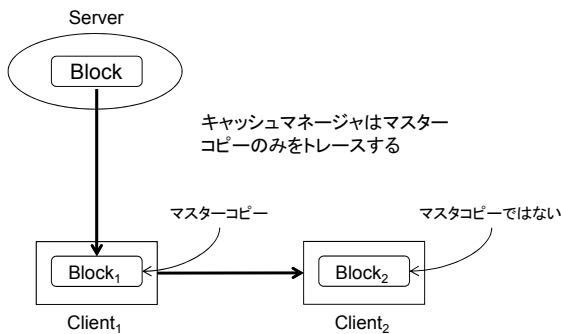 Server
Block
キャッシュマネージャはマスター
コピーのみをトレースする
マスターコピー
マスタコピーではない
Block1
Block2
Client1
Client2